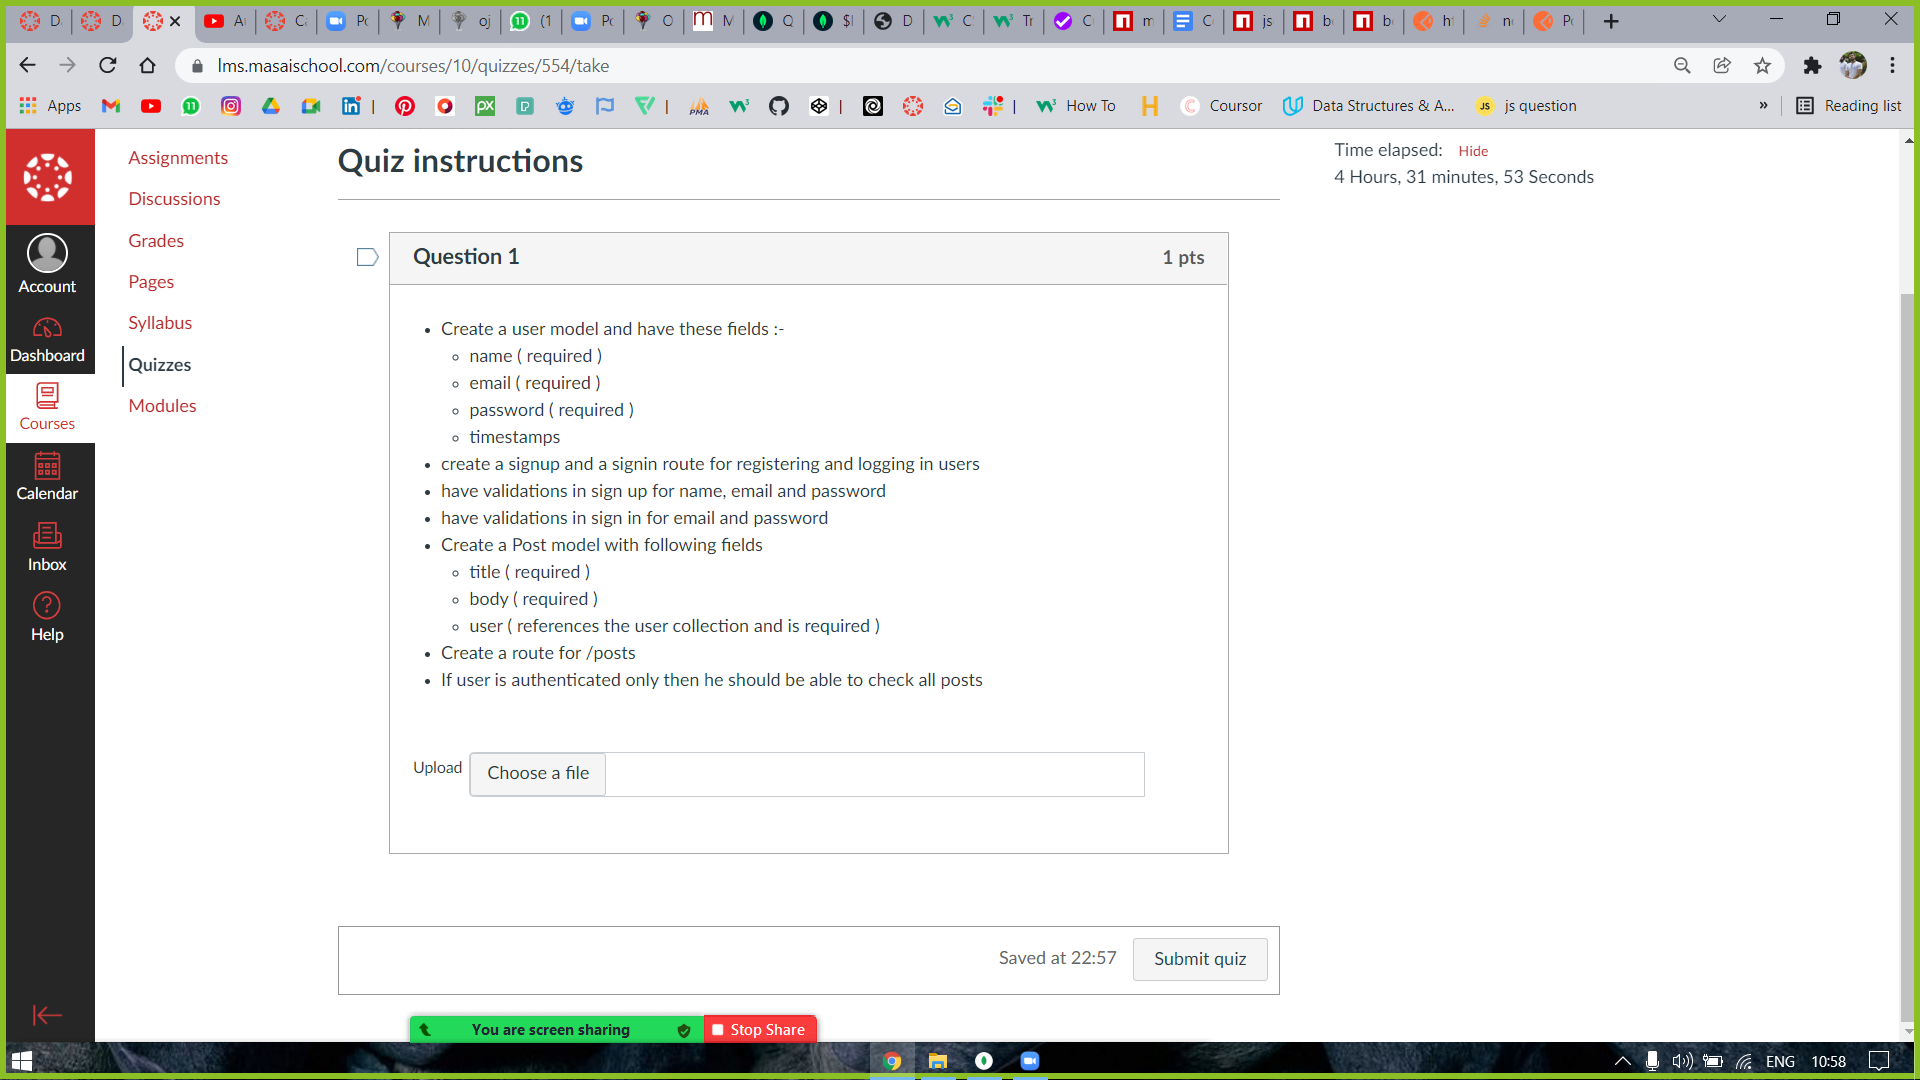 lms.masaischool.com/courses/10/quizzes/554/take
Apps
How To
Coursor
Data Structures & A...
js question
»
Reading list
Assignments
Discussions
Grades
Pages
Syllabus
Quizzes
Modules
Account
Dashboard
Courses
Calendar
Inbox
Help
Quiz instructions
Time elapsed: Hide
4 Hours, 31 minutes, 53 Seconds
Question 1
1 pts
Create a user model and have these fields :-
name ( required )
email ( required )
password ( required )
timestamps
create a signup and a signin route for registering and logging in users
have validations in sign up for name, email and password
have validations in sign in for email and password
Create a Post model with following fields
title ( required )
body ( required )
user ( references the user collection and is required )
Create a route for /posts
If user is authenticated only then he should be able to check all posts
Upload Choose a file
Saved at 22:57 Submit quiz
You are screen sharing Stop Share
ENG 10:58